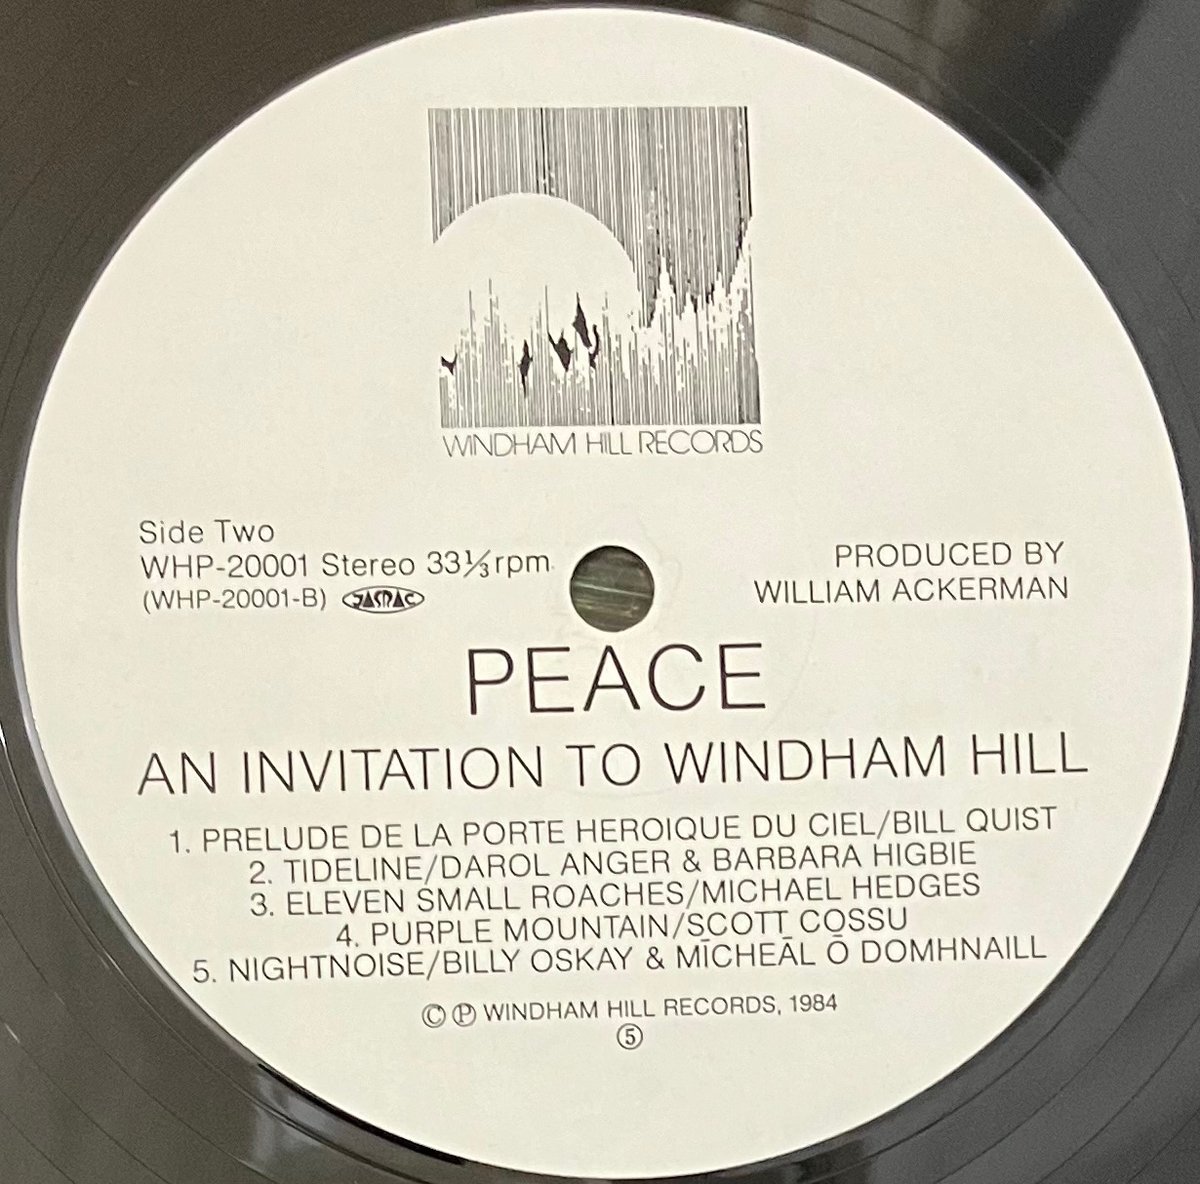 WINDHAM HILL RECORDS
Side Two
WHP-20001 Stereo 33⅓rpm
(WHP-20001-B) JASRAC
PRODUCED BY
WILLIAM ACKERMAN
PEACE
AN INVITATION TO WINDHAM HILL
1. PRELUDE DE LA PORTE HEROIQUE DU CIEL/BILL QUIST
2. TIDELINE/DAROL ANGER & BARBARA HIGBIE
3. ELEVEN SMALL ROACHES/MICHAEL HEDGES
4. PURPLE MOUNTAIN/SCOTT COSSU
5. NIGHTNOISE/BILLY OSKAY & MĪCHEĀL Ō DOMHNAILL
© ℗ WINDHAM HILL RECORDS, 1984
⑤